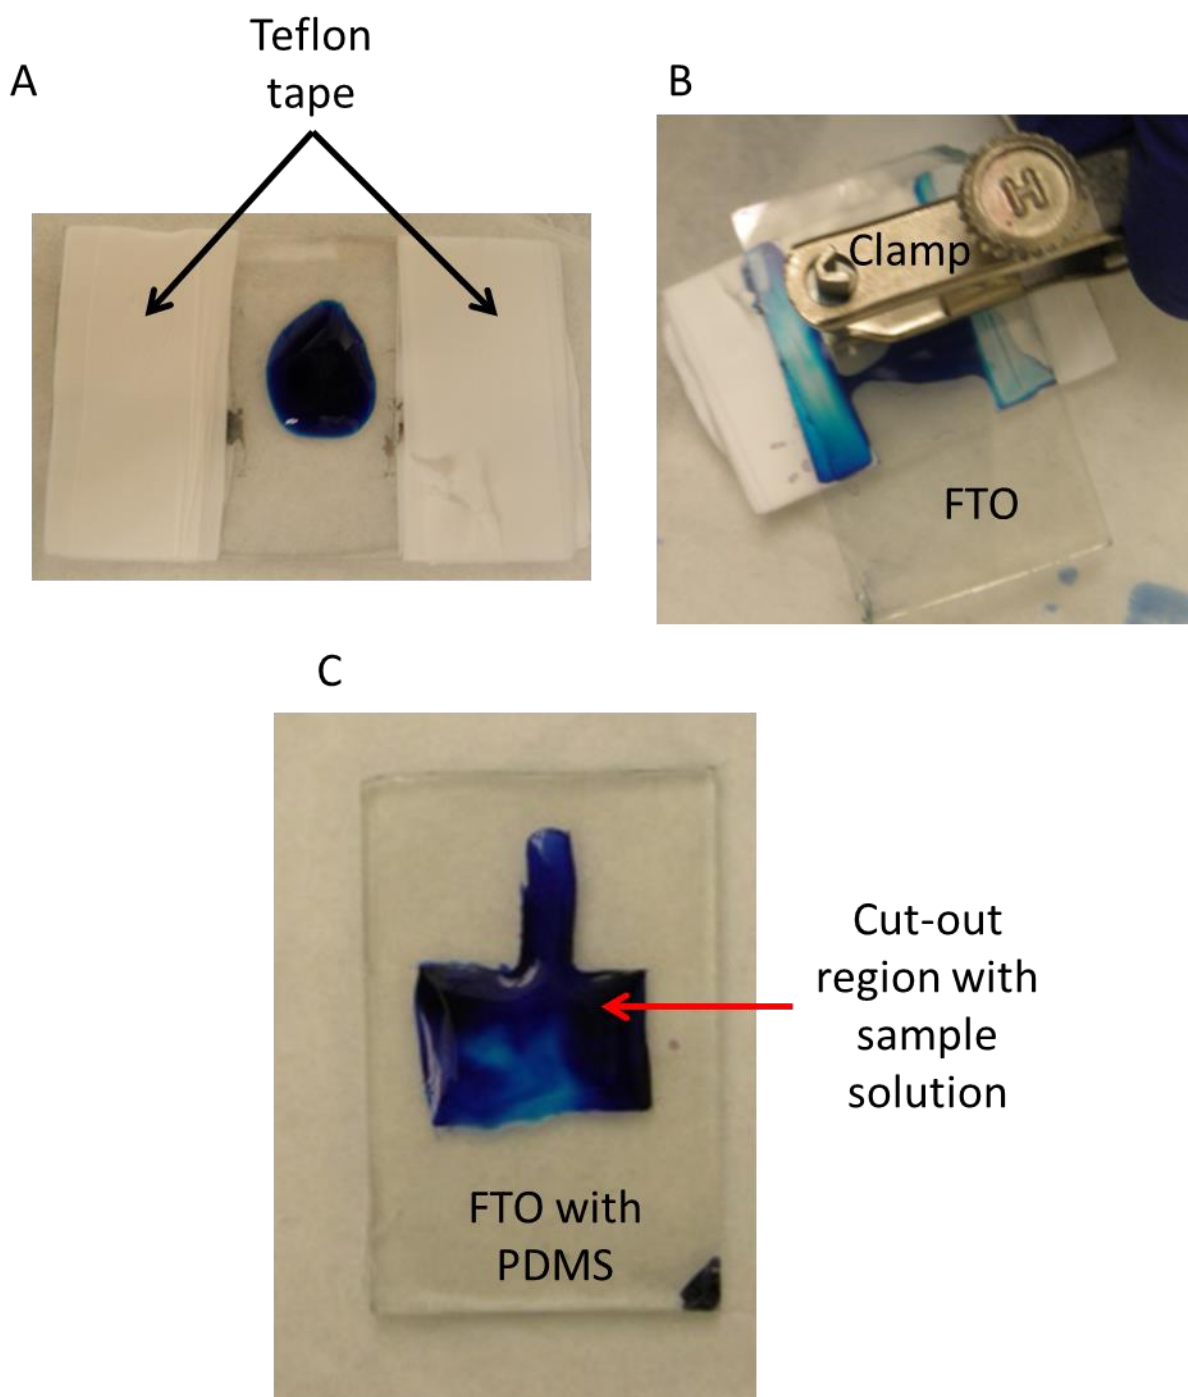 Teflon
tape
A
B
Clamp
FTO
C
Cut-out
region with
sample
solution
FTO with
PDMS
H